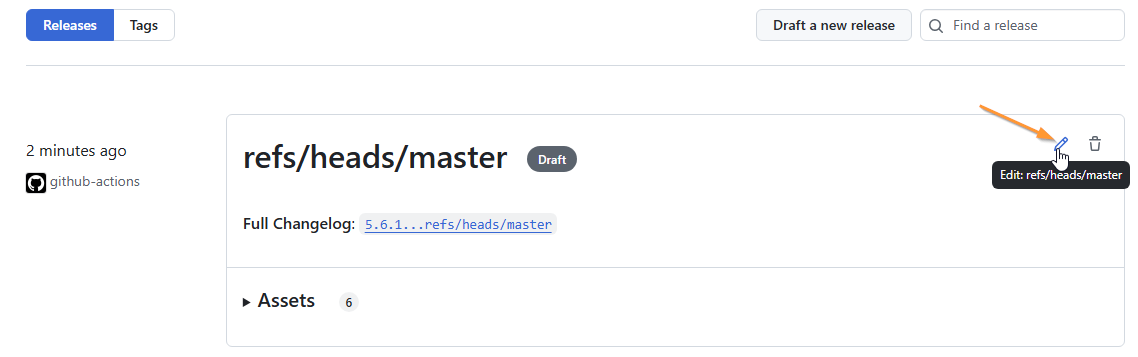 Releases Tags Draft a new release Find a release
2 minutes ago
github-actions
refs/heads/master Draft
Edit: refs/heads/master
Full Changelog: 5.6.1...refs/heads/master
Assets 6